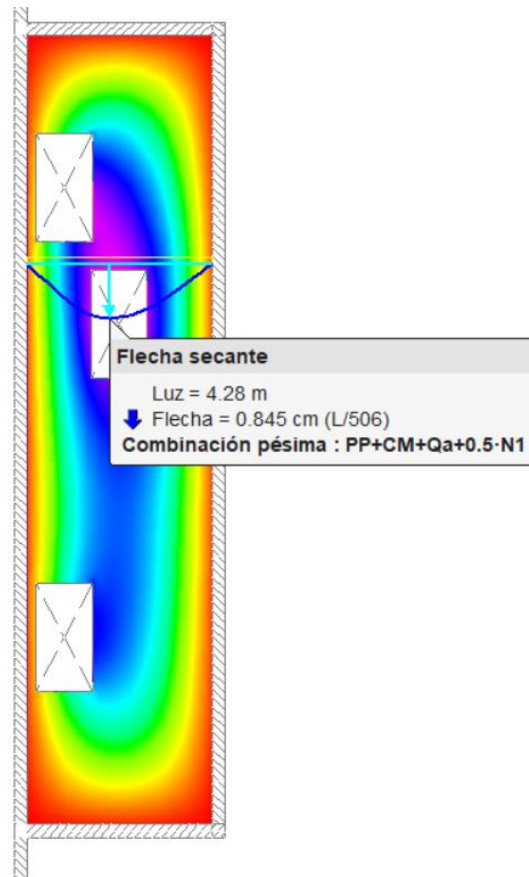 Flecha secante
Luz = 4.28 m
Flecha = 0.845 cm (L/506)
Combinación pésima : PP+CM+Qa+0.5·N1